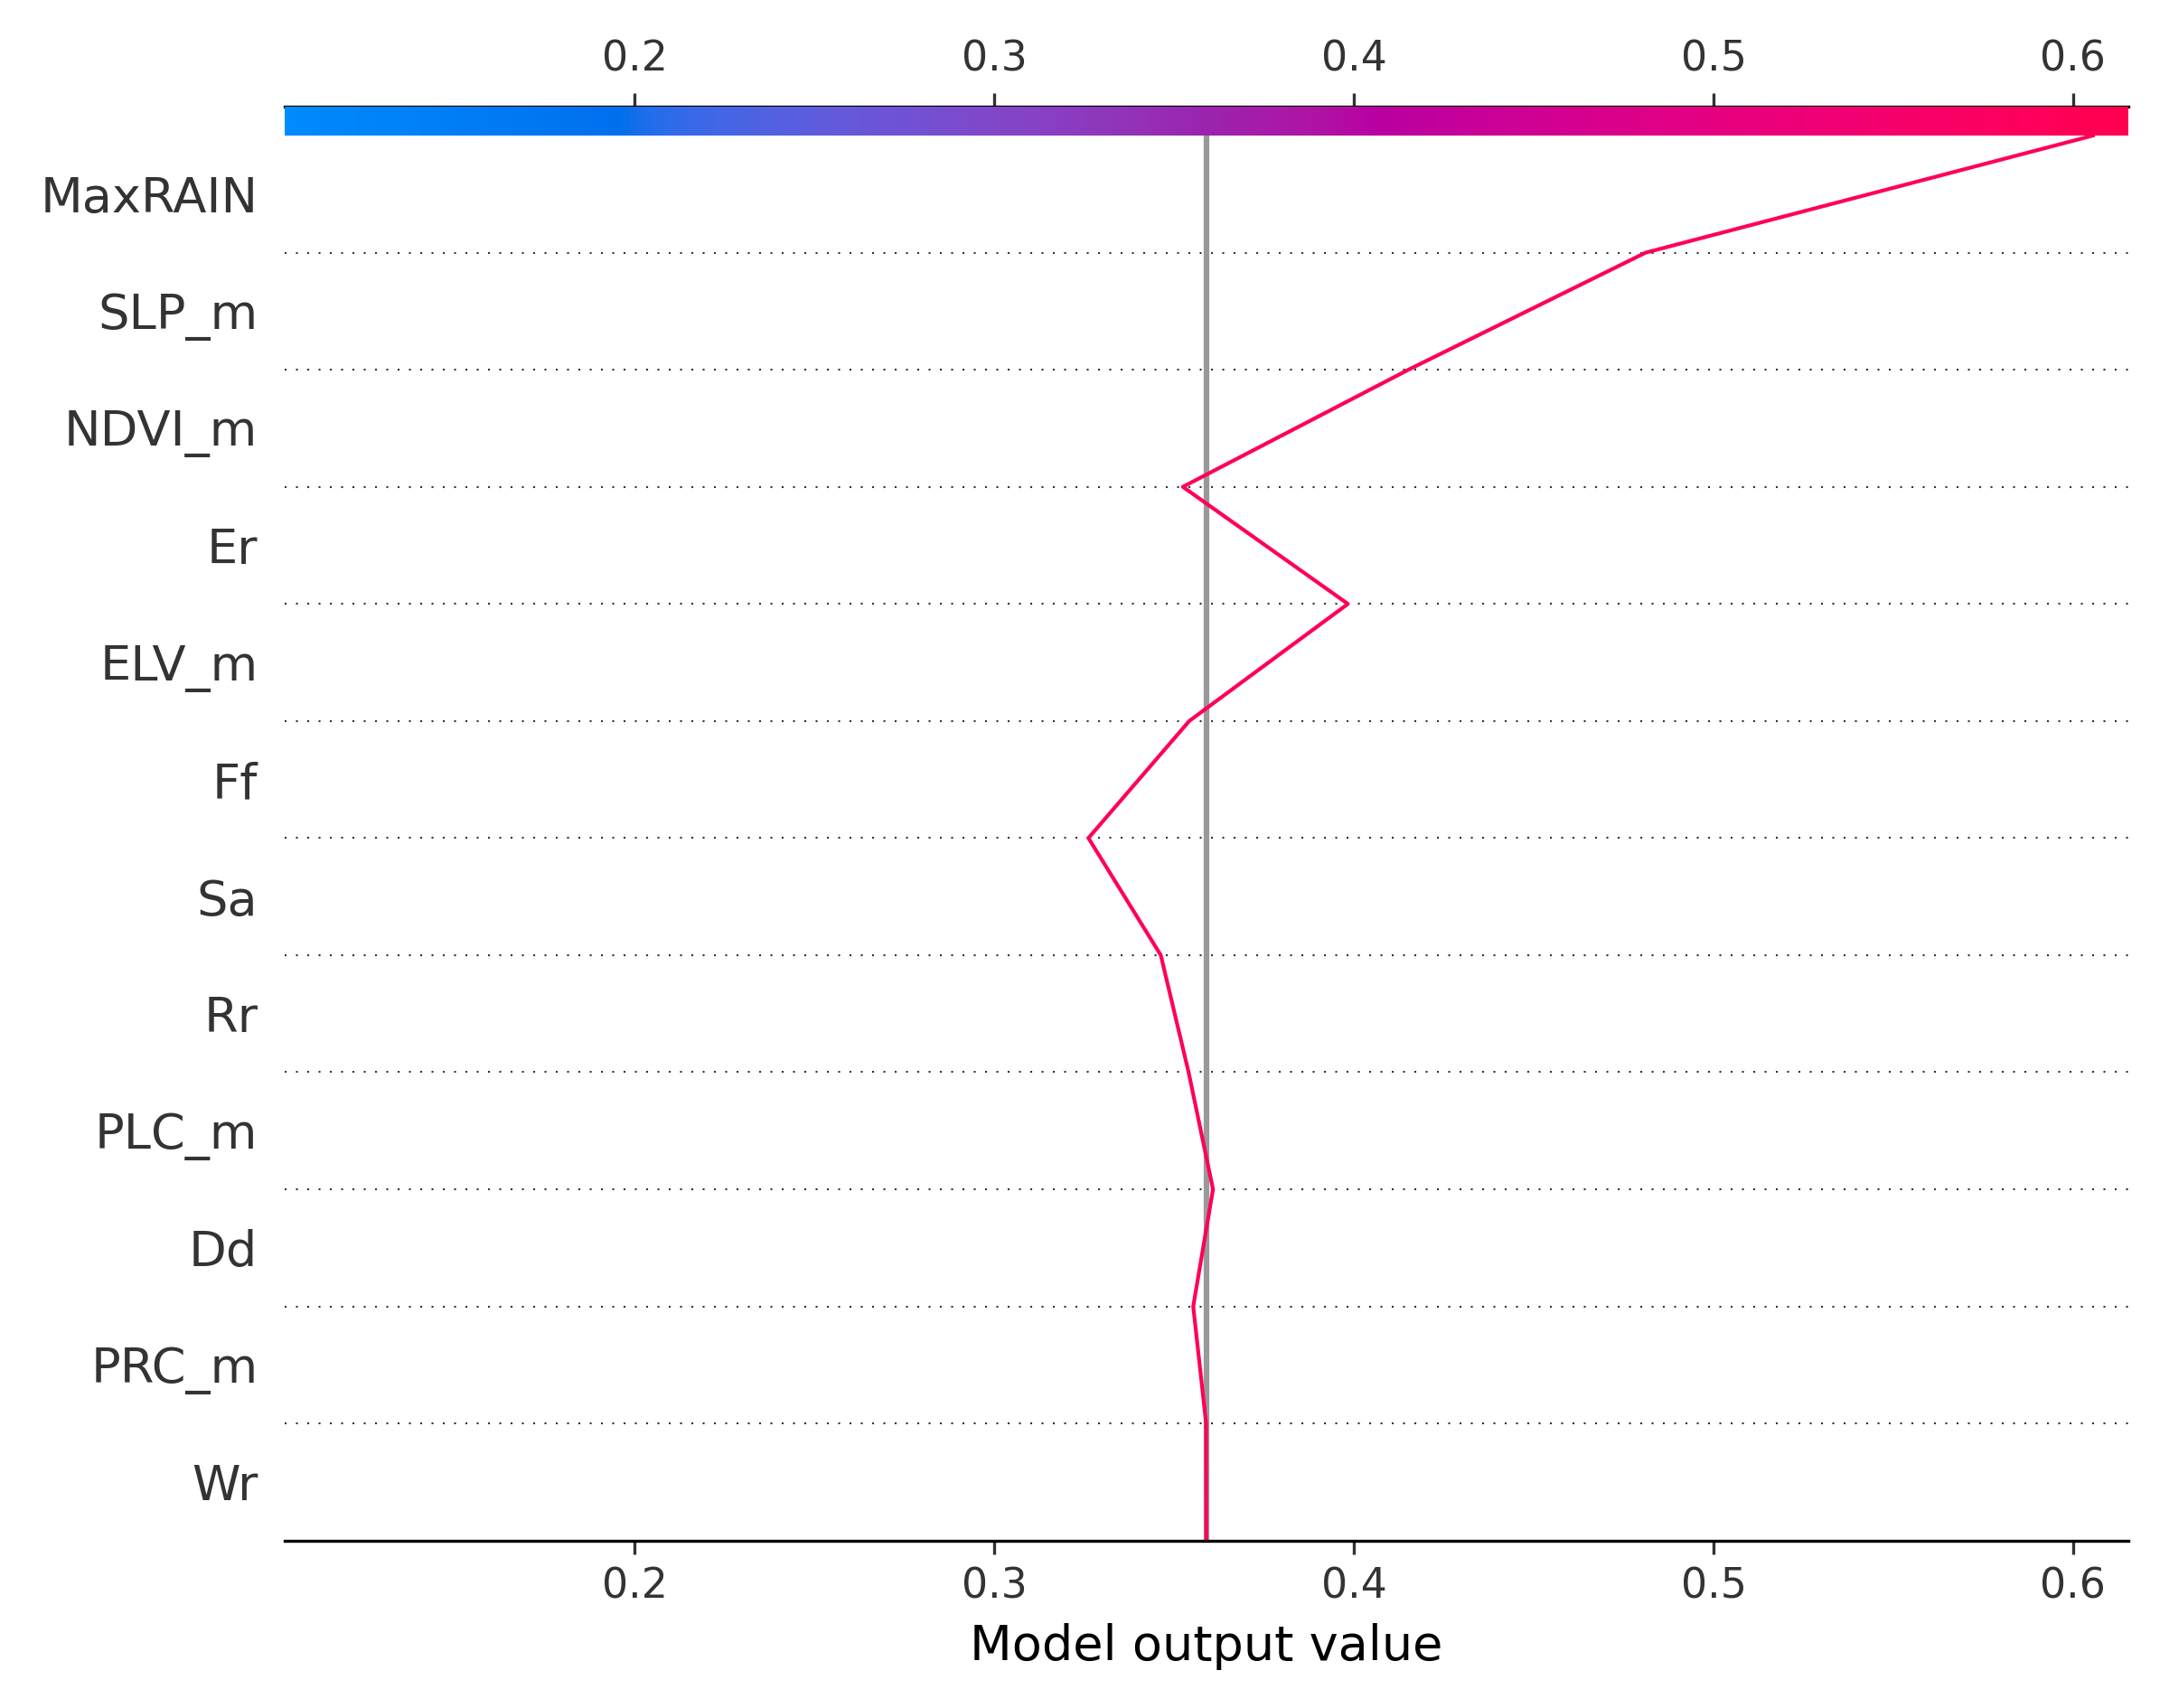 0.2 0.3 0.4 0.5 0.6
MaxRAIN
SLP_m
NDVI_m
Er
ELV_m
Ff
Sa
Rr
PLC_m
Dd
PRC_m
Wr
0.2 0.3 0.4 0.5 0.6
Model output value